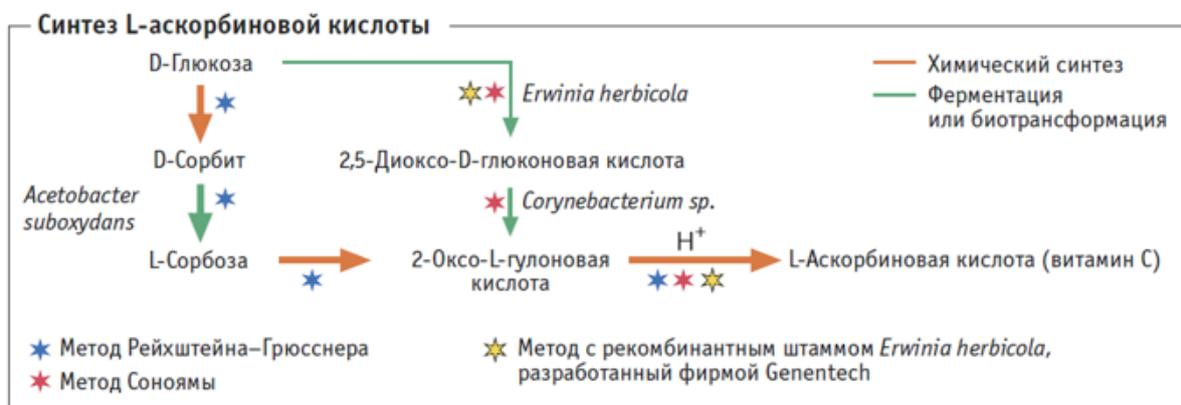 Синтез L-аскорбиновой кислоты
D-Глюкоза
Erwinia herbicola
Химический синтез
Ферментация
или биотрансформация
D-Сорбит
2,5-Диоксо-D-глюконовая кислота
Acetobacter
suboxydans
Corynebacterium sp.
L-Сорбоза
2-Оксо-L-гулоновая
кислота
H⁺
L-Аскорбиновая кислота (витамин С)
Метод Рейхштейна–Грюсснера
Метод Соноямы
Метод с рекомбинантным штаммом Erwinia herbicola,
разработанный фирмой Genentech